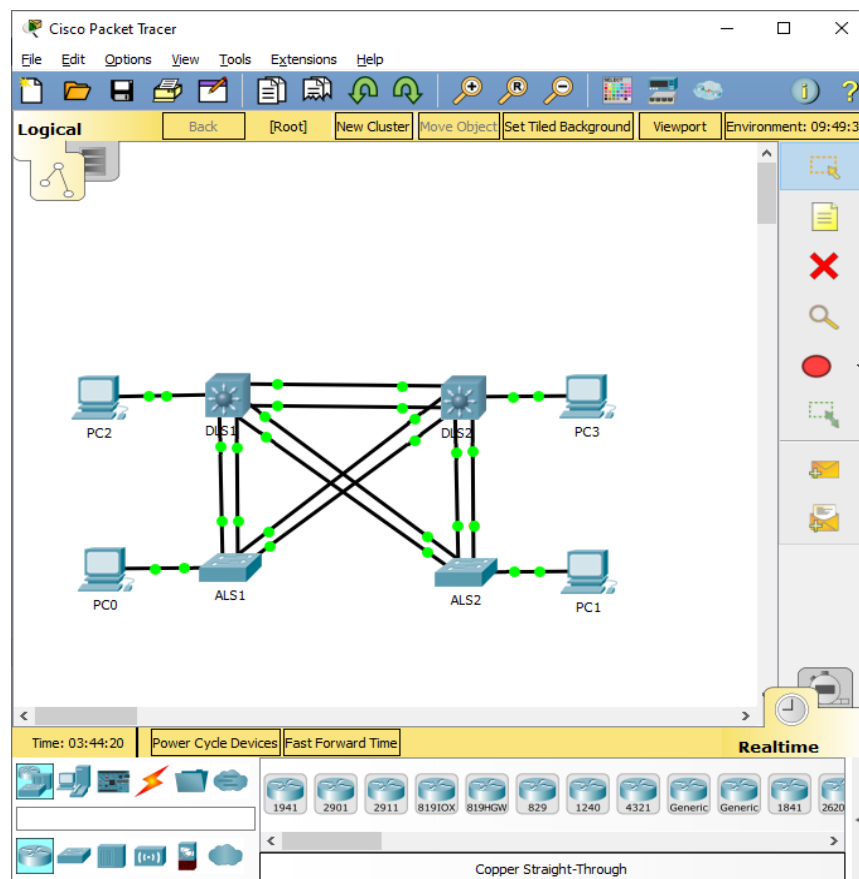 Cisco Packet Tracer
File Edit Options View Tools Extensions Help
Logical Back [Root] New Cluster Move Object Set Tiled Background Viewport Environment: 09:49:3
PC2 DLS1 DLS2 PC3
PC0 ALS1 ALS2 PC1
Time: 03:44:20 Power Cycle Devices Fast Forward Time Realtime
1941 2901 2911 819IOX 819HGW 829 1240 4321 Generic Generic 1841 2620
Copper Straight-Through